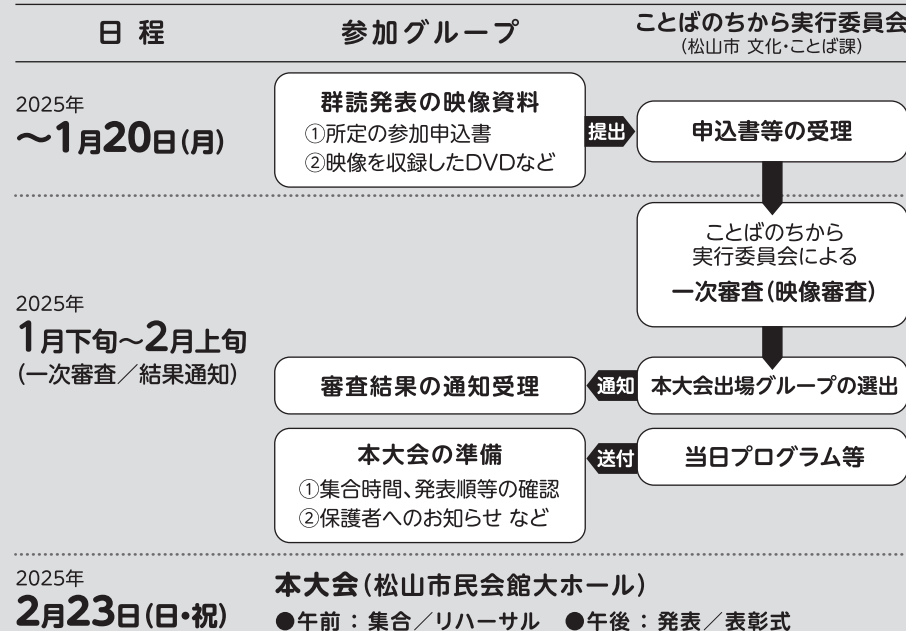 日 程
参加グループ
ことばのちから実行委員会
(松山市 文化・ことば課)
2025年
～1月20日(月)
群読発表の映像資料
①所定の参加申込書
②映像を収録したDVDなど
提出
申込書等の受理
2025年
1月下旬～2月上旬
(一次審査／結果通知)
ことばのちから
実行委員会による
一次審査(映像審査)
審査結果の通知受理
通知
本大会出場グループの選出
本大会の準備
①集合時間、発表順等の確認
②保護者へのお知らせ など
送付
当日プログラム等
2025年
2月23日(日・祝)
本大会(松山市民会館大ホール)
●午前：集合／リハーサル ●午後：発表／表彰式